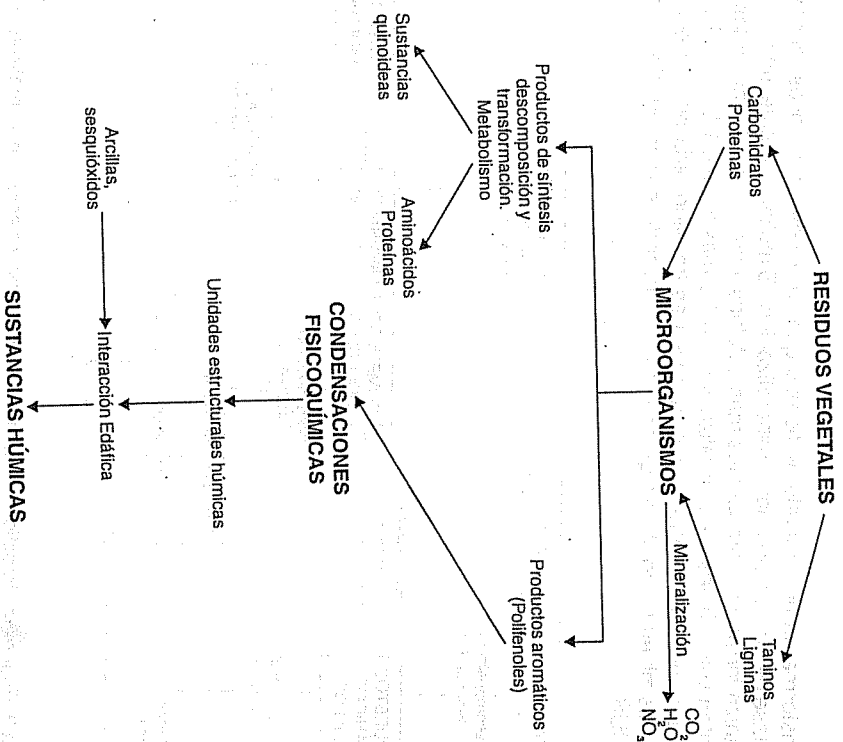 RESIDUOS VEGETALES
Carbohidratos
Proteínas
Taninos
Ligninas
MICROORGANISMOS
Mineralización
CO₂
H₂O
NO₃
Productos de síntesis
descomposición y
transformación.
Metabolismo
Productos aromáticos
(Polifenoles)
Sustancias
quinoideas
Aminoácidos
Proteínas
CONDENSACIONES
FISICOQUÍMICAS
Unidades estructurales húmicas
Arcillas,
sesquióxidos
Interacción Edáfica
SUSTANCIAS HÚMICAS